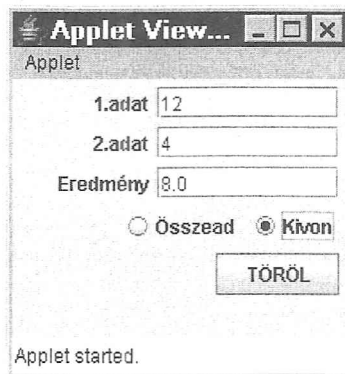 Applet View...
Applet
1.adat 12
2.adat 4
Eredmény 8.0
Összead Kivon
TÖRÖL
Applet started.